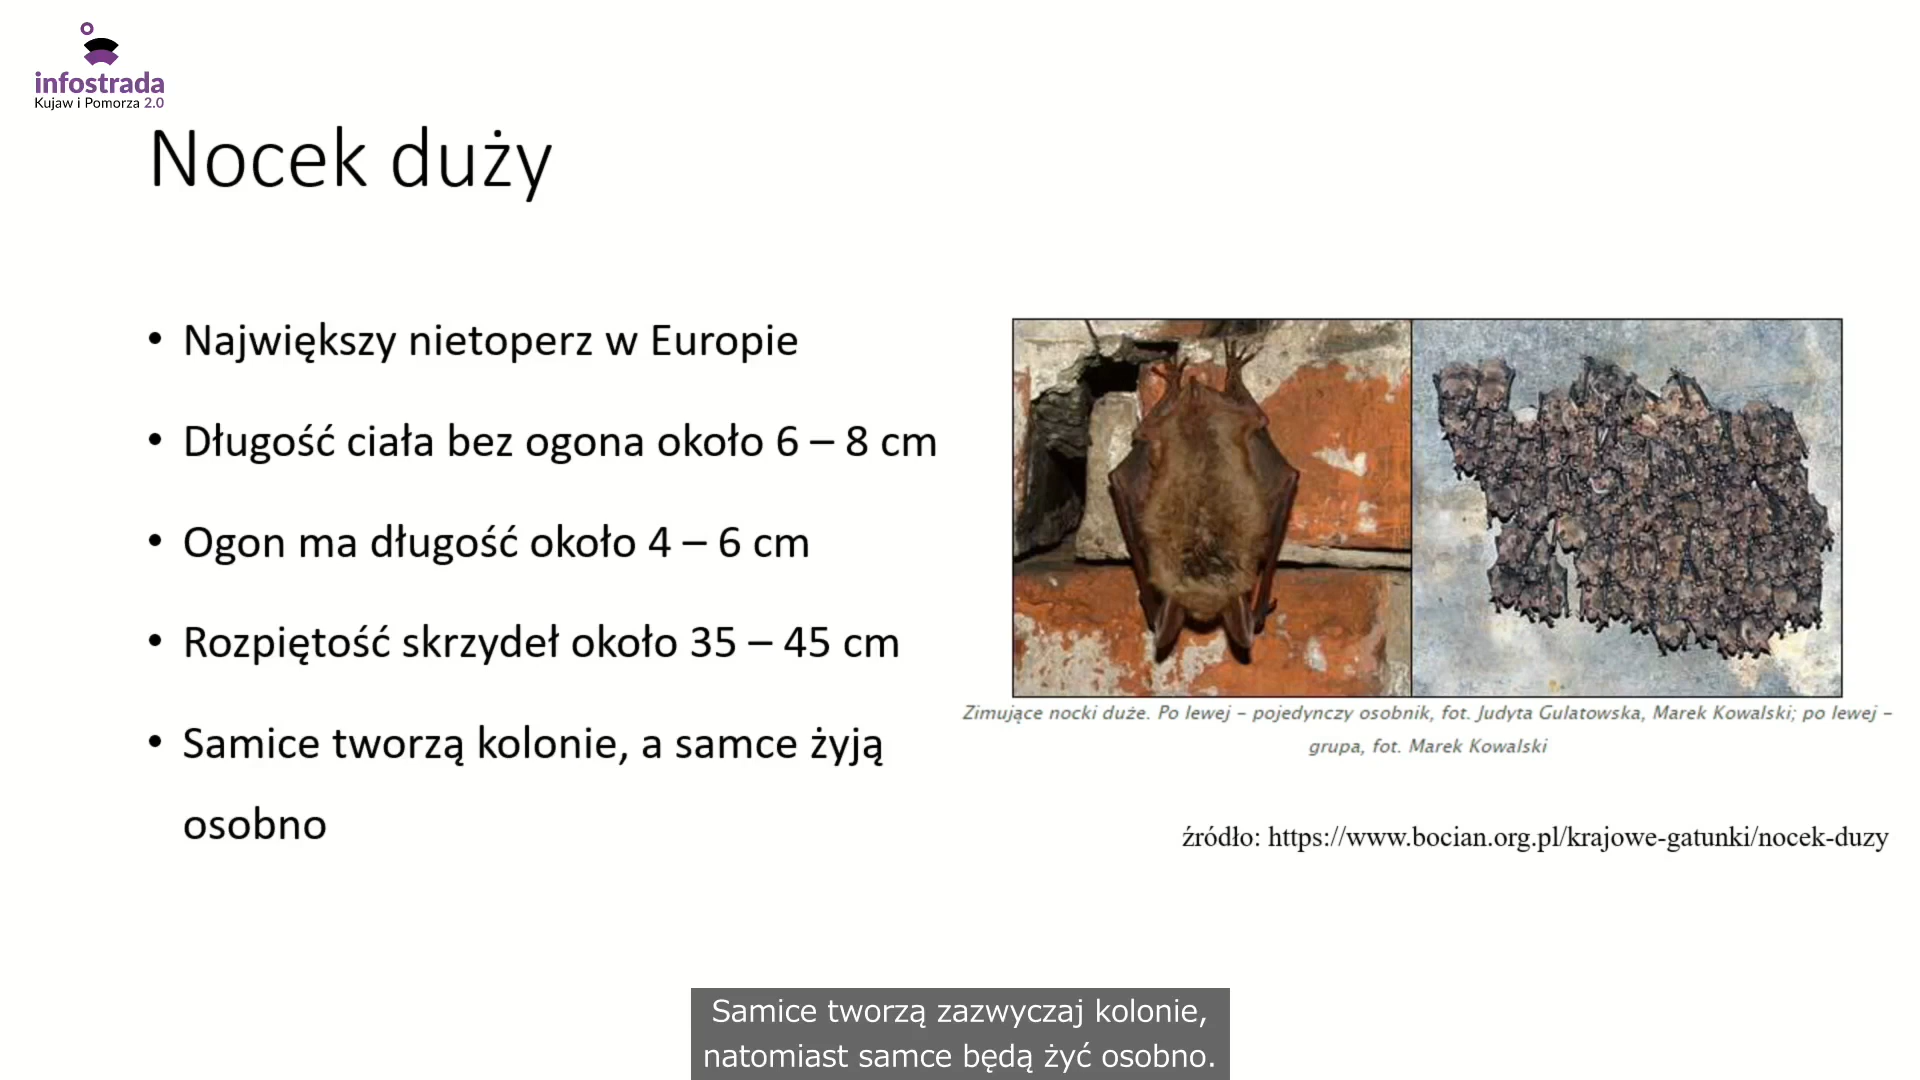 infostrada
Kujaw i Pomorza 2.0
Nocek duży
• Największy nietoperz w Europie
• Długość ciała bez ogona około 6 – 8 cm
• Ogon ma długość około 4 – 6 cm
• Rozpiętość skrzydeł około 35 – 45 cm
• Samice tworzą kolonie, a samce żyją
osobno
Zimujące nocki duże. Po lewej – pojedynczy osobnik, fot. Judyta Gulatowska, Marek Kowalski; po lewej –
grupa, fot. Marek Kowalski
źródło: https://www.bocian.org.pl/krajowe-gatunki/nocek-duzy
Samice tworzą zazwyczaj kolonie,
natomiast samce będą żyć osobno.